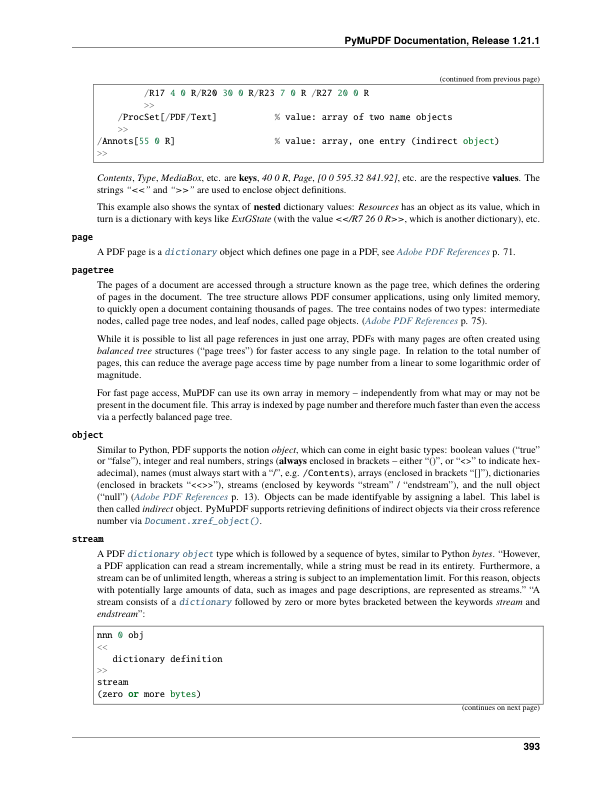 PyMuPDF Documentation, Release 1.21.1
(continued from previous page)
/R17 4 0 R/R20 30 0 R/R23 7 0 R /R27 20 0 R
>>
/ProcSet[/PDF/Text] % value: array of two name objects
>>
/Annots[55 0 R] % value: array, one entry (indirect object)
>>
Contents, Type, MediaBox, etc. are keys, 40 0 R, Page, [0 0 595.32 841.92], etc. are the respective values. The
strings “<<” and “>>” are used to enclose object definitions.
This example also shows the syntax of nested dictionary values: Resources has an object as its value, which in
turn is a dictionary with keys like ExtGState (with the value <</R7 26 0 R>>, which is another dictionary), etc.
page
A PDF page is a dictionary object which defines one page in a PDF, see Adobe PDF References p. 71.
pagetree
The pages of a document are accessed through a structure known as the page tree, which defines the ordering
of pages in the document. The tree structure allows PDF consumer applications, using only limited memory,
to quickly open a document containing thousands of pages. The tree contains nodes of two types: intermediate
nodes, called page tree nodes, and leaf nodes, called page objects. (Adobe PDF References p. 75).
While it is possible to list all page references in just one array, PDFs with many pages are often created using
balanced tree structures (“page trees”) for faster access to any single page. In relation to the total number of
pages, this can reduce the average page access time by page number from a linear to some logarithmic order of
magnitude.
For fast page access, MuPDF can use its own array in memory – independently from what may or may not be
present in the document file. This array is indexed by page number and therefore much faster than even the access
via a perfectly balanced page tree.
object
Similar to Python, PDF supports the notion object, which can come in eight basic types: boolean values (“true”
or “false”), integer and real numbers, strings (always enclosed in brackets – either “()”, or “<>” to indicate hex-
adecimal), names (must always start with a “/”, e.g. /Contents), arrays (enclosed in brackets “[]”), dictionaries
(enclosed in brackets “<<>>”), streams (enclosed by keywords “stream” / “endstream”), and the null object
(“null”) (Adobe PDF References p. 13). Objects can be made identifyable by assigning a label. This label is
then called indirect object. PyMuPDF supports retrieving definitions of indirect objects via their cross reference
number via Document.xref_object().
stream
A PDF dictionary object type which is followed by a sequence of bytes, similar to Python bytes. “However,
a PDF application can read a stream incrementally, while a string must be read in its entirety. Furthermore, a
stream can be of unlimited length, whereas a string is subject to an implementation limit. For this reason, objects
with potentially large amounts of data, such as images and page descriptions, are represented as streams.” “A
stream consists of a dictionary followed by zero or more bytes bracketed between the keywords stream and
endstream”:
nnn 0 obj
<<
dictionary definition
>>
stream
(zero or more bytes)
(continues on next page)
393